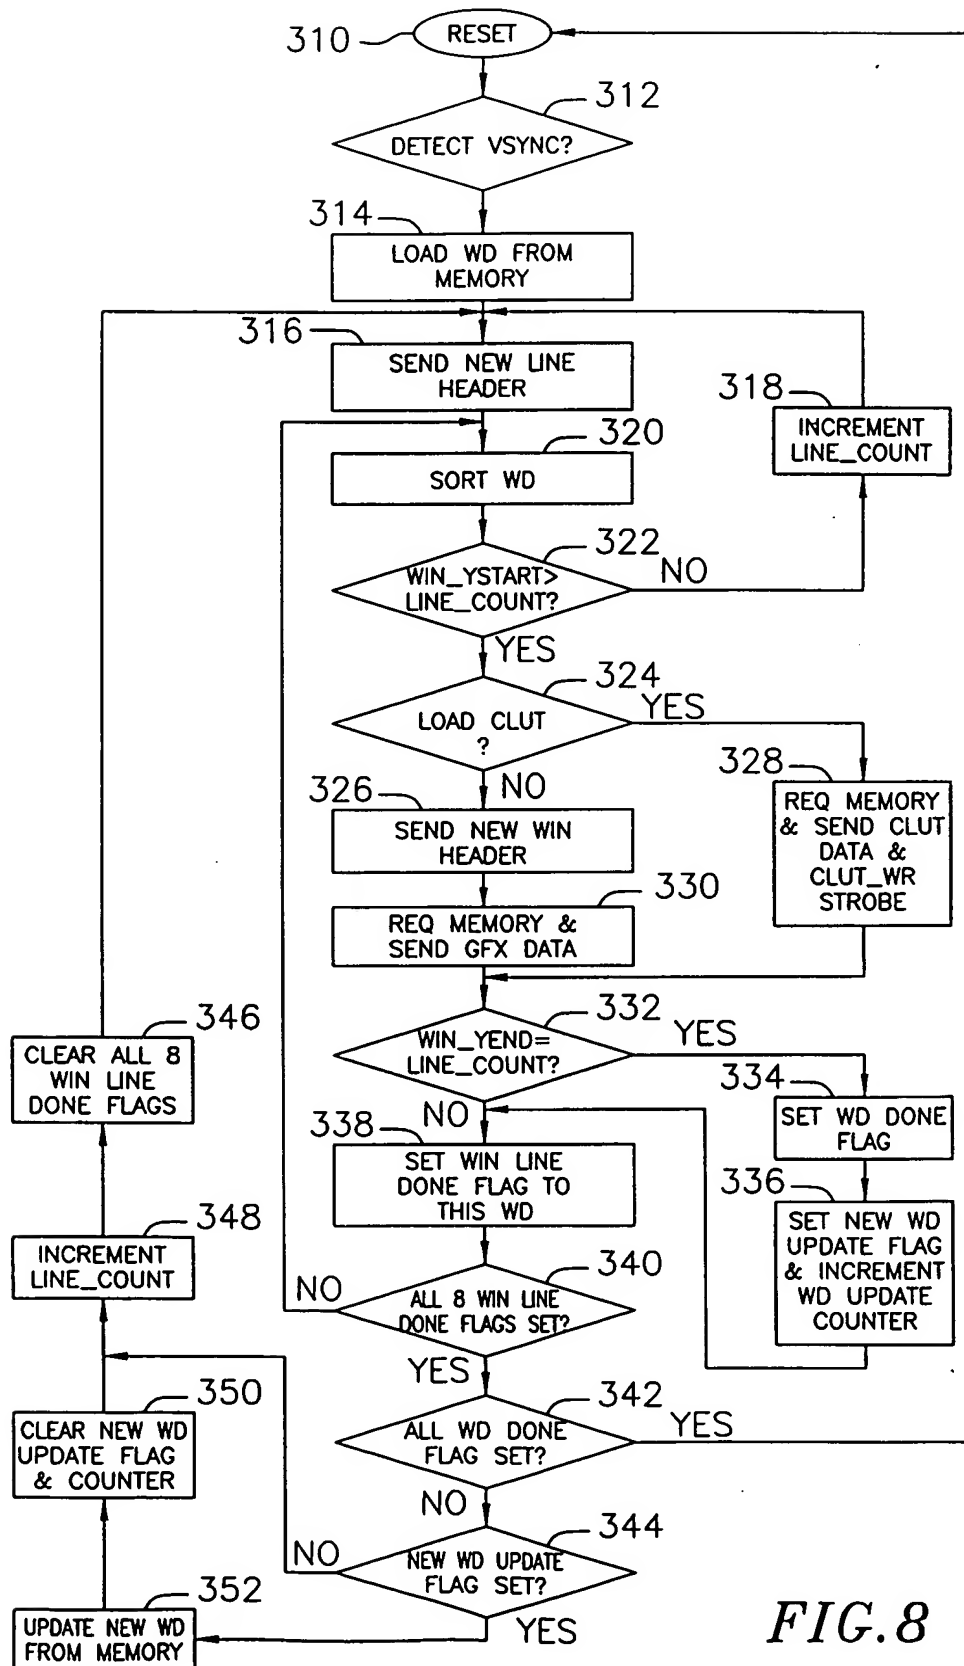 310
RESET
312
DETECT VSYNC?
314
LOAD WD FROM
MEMORY
316
SEND NEW LINE
HEADER
318
INCREMENT
LINE_COUNT
320
SORT WD
322
WIN_YSTART>
LINE_COUNT?
NO
YES
324
LOAD CLUT
?
YES
NO
326
SEND NEW WIN
HEADER
328
REQ MEMORY
& SEND CLUT
DATA &
CLUT_WR
STROBE
330
REQ MEMORY &
SEND GFX DATA
332
WIN_YEND=
LINE_COUNT?
YES
NO
334
SET WD DONE
FLAG
336
SET NEW WD
UPDATE FLAG
& INCREMENT
WD UPDATE
COUNTER
338
SET WIN LINE
DONE FLAG TO
THIS WD
340
ALL 8 WIN LINE
DONE FLAGS SET?
NO
YES
342
ALL WD DONE
FLAG SET?
YES
NO
344
NEW WD UPDATE
FLAG SET?
NO
YES
346
CLEAR ALL 8
WIN LINE
DONE FLAGS
348
INCREMENT
LINE_COUNT
350
CLEAR NEW WD
UPDATE FLAG
& COUNTER
352
UPDATE NEW WD
FROM MEMORY
FIG.8